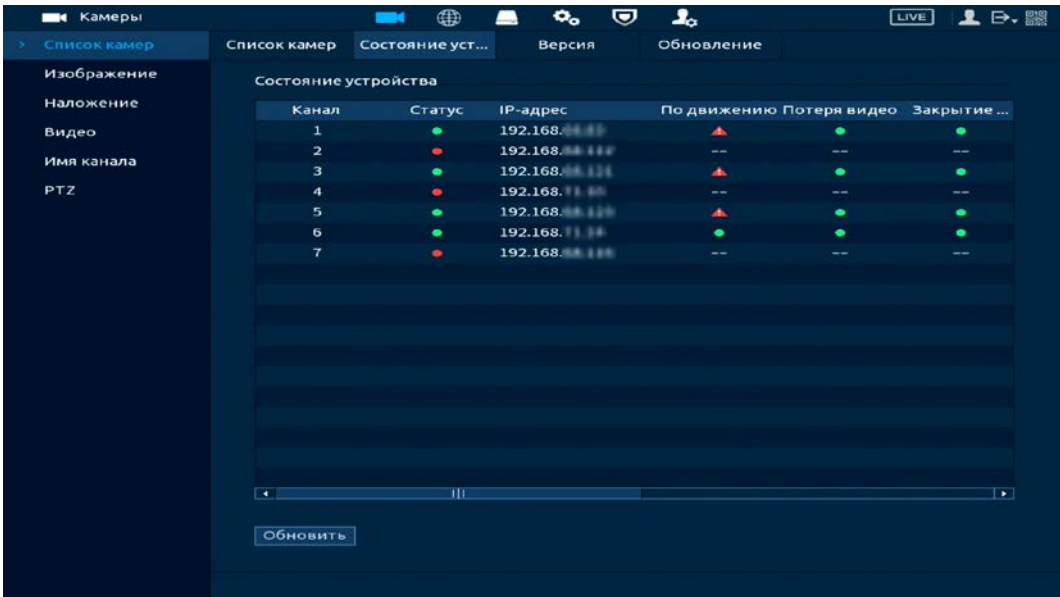 Камеры LIVE
Список камер
Изображение
Наложение
Видео
Имя канала
PTZ
Список камер Состояние уст... Версия Обновление
Состояние устройства
Канал Статус IP-адрес По движению Потеря видео Закрытие ...
1 192.168.
2 192.168. -- -- --
3 192.168.
4 192.168. -- -- --
5 192.168.
6 192.168.
7 192.168. -- -- --
Обновить